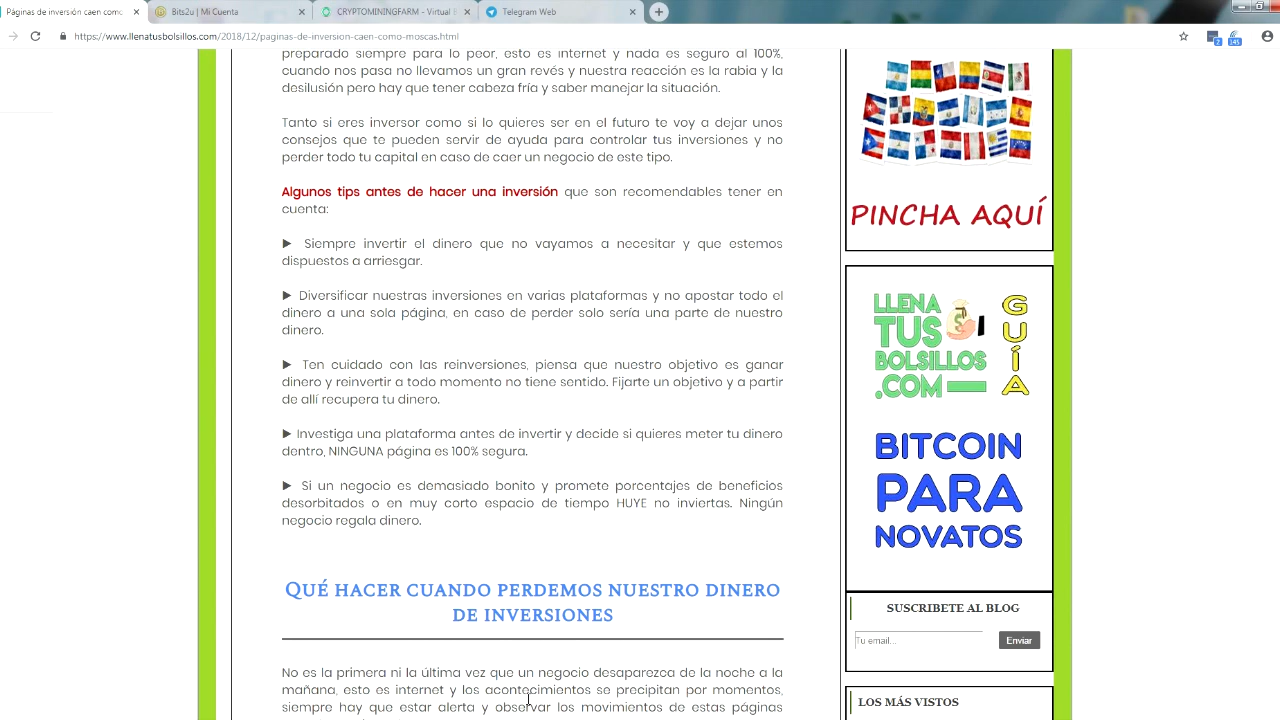 Páginas de inversión caen como
Bits2u | Mi Cuenta
CRYPTOMININGFARM - Virtual
Telegram Web
https://www.llenatusbolsillos.com/2018/12/paginas-de-inversion-caen-como-moscas.html
preparado siempre para lo peor, esto es internet y nada es seguro al 100%,
cuando nos pasa no llevamos un gran revés y nuestra reacción es la rabia y la
desilusión pero hay que tener cabeza fría y saber manejar la situación.
Tanto si eres inversor como si lo quieres ser en el futuro te voy a dejar unos
consejos que te pueden servir de ayuda para controlar tus inversiones y no
perder todo tu capital en caso de caer un negocio de este tipo.
Algunos tips antes de hacer una inversión que son recomendables tener en
cuenta:
► Siempre invertir el dinero que no vayamos a necesitar y que estemos
dispuestos a arriesgar.
► Diversificar nuestras inversiones en varias plataformas y no apostar todo el
dinero a una sola página, en caso de perder solo sería una parte de nuestro
dinero.
► Ten cuidado con las reinversiones, piensa que nuestro objetivo es ganar
dinero y reinvertir a todo momento no tiene sentido. Fijarte un objetivo y a partir
de allí recupera tu dinero.
► Investiga una plataforma antes de invertir y decide si quieres meter tu dinero
dentro, NINGUNA página es 100% segura.
► Si un negocio es demasiado bonito y promete porcentajes de beneficios
desorbitados o en muy corto espacio de tiempo HUYE no inviertas. Ningún
negocio regala dinero.
QUÉ HACER CUANDO PERDEMOS NUESTRO DINERO
DE INVERSIONES
No es la primera ni la última vez que un negocio desaparezca de la noche a la
mañana, esto es internet y los acontecimientos se precipitan por momentos,
siempre hay que estar alerta y observar los movimientos de estas páginas
PINCHA AQUÍ
LLENA
TUS
BOLSILLOS
.COM
GUÍA
BITCOIN
PARA
NOVATOS
SUSCRIBETE AL BLOG
Tu email...
Enviar
LOS MÁS VISTOS